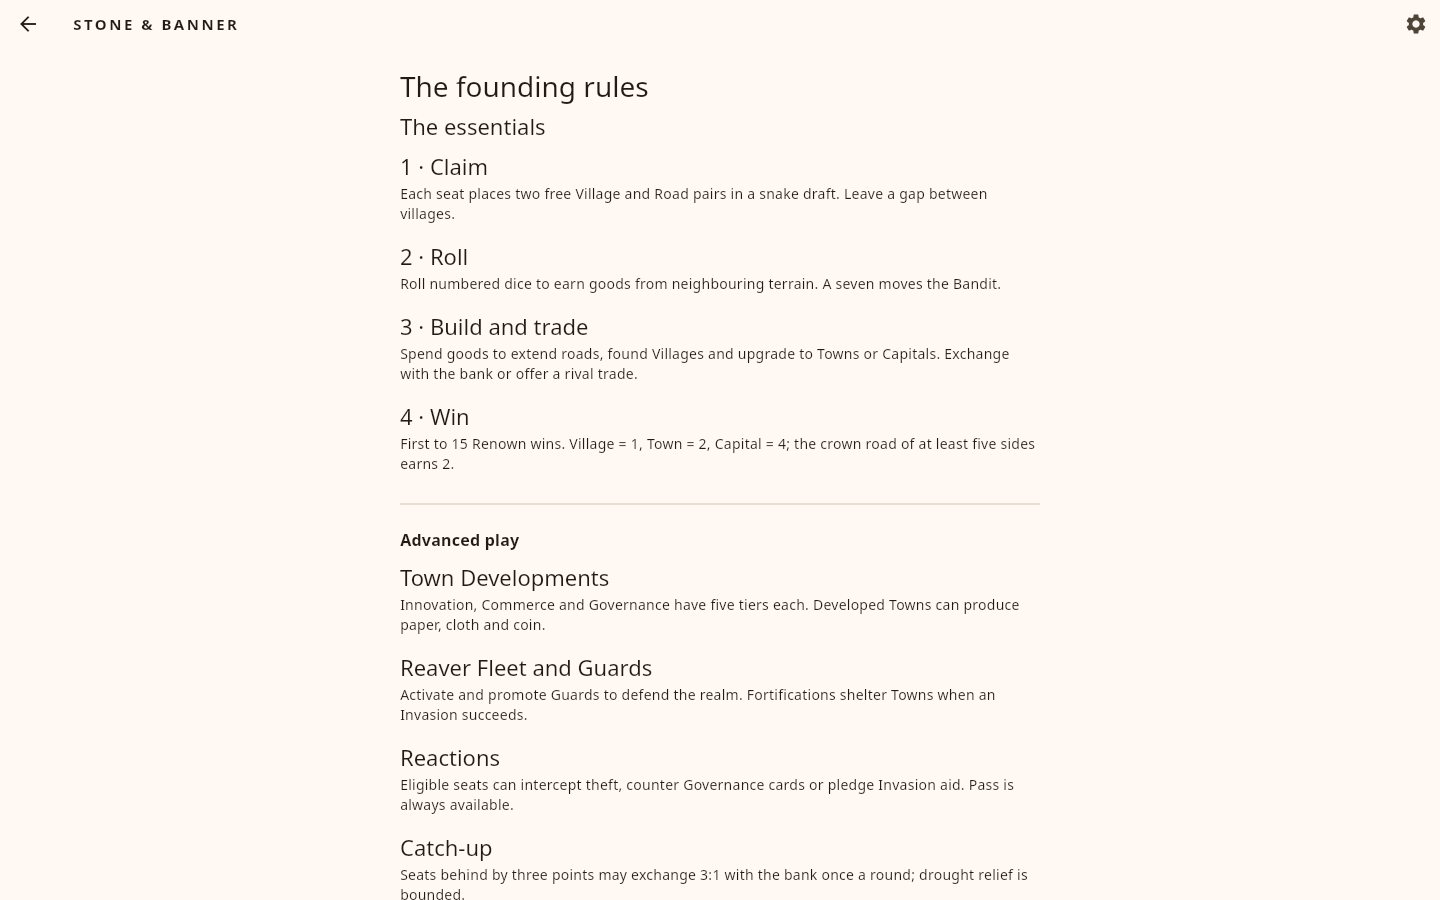 STONE & BANNER
The founding rules
The essentials
1 · Claim
Each seat places two free Village and Road pairs in a snake draft. Leave a gap between
villages.
2 · Roll
Roll numbered dice to earn goods from neighbouring terrain. A seven moves the Bandit.
3 · Build and trade
Spend goods to extend roads, found Villages and upgrade to Towns or Capitals. Exchange
with the bank or offer a rival trade.
4 · Win
First to 15 Renown wins. Village = 1, Town = 2, Capital = 4; the crown road of at least five sides
earns 2.
Advanced play
Town Developments
Innovation, Commerce and Governance have five tiers each. Developed Towns can produce
paper, cloth and coin.
Reaver Fleet and Guards
Activate and promote Guards to defend the realm. Fortifications shelter Towns when an
Invasion succeeds.
Reactions
Eligible seats can intercept theft, counter Governance cards or pledge Invasion aid. Pass is
always available.
Catch-up
Seats behind by three points may exchange 3:1 with the bank once a round; drought relief is
bounded.